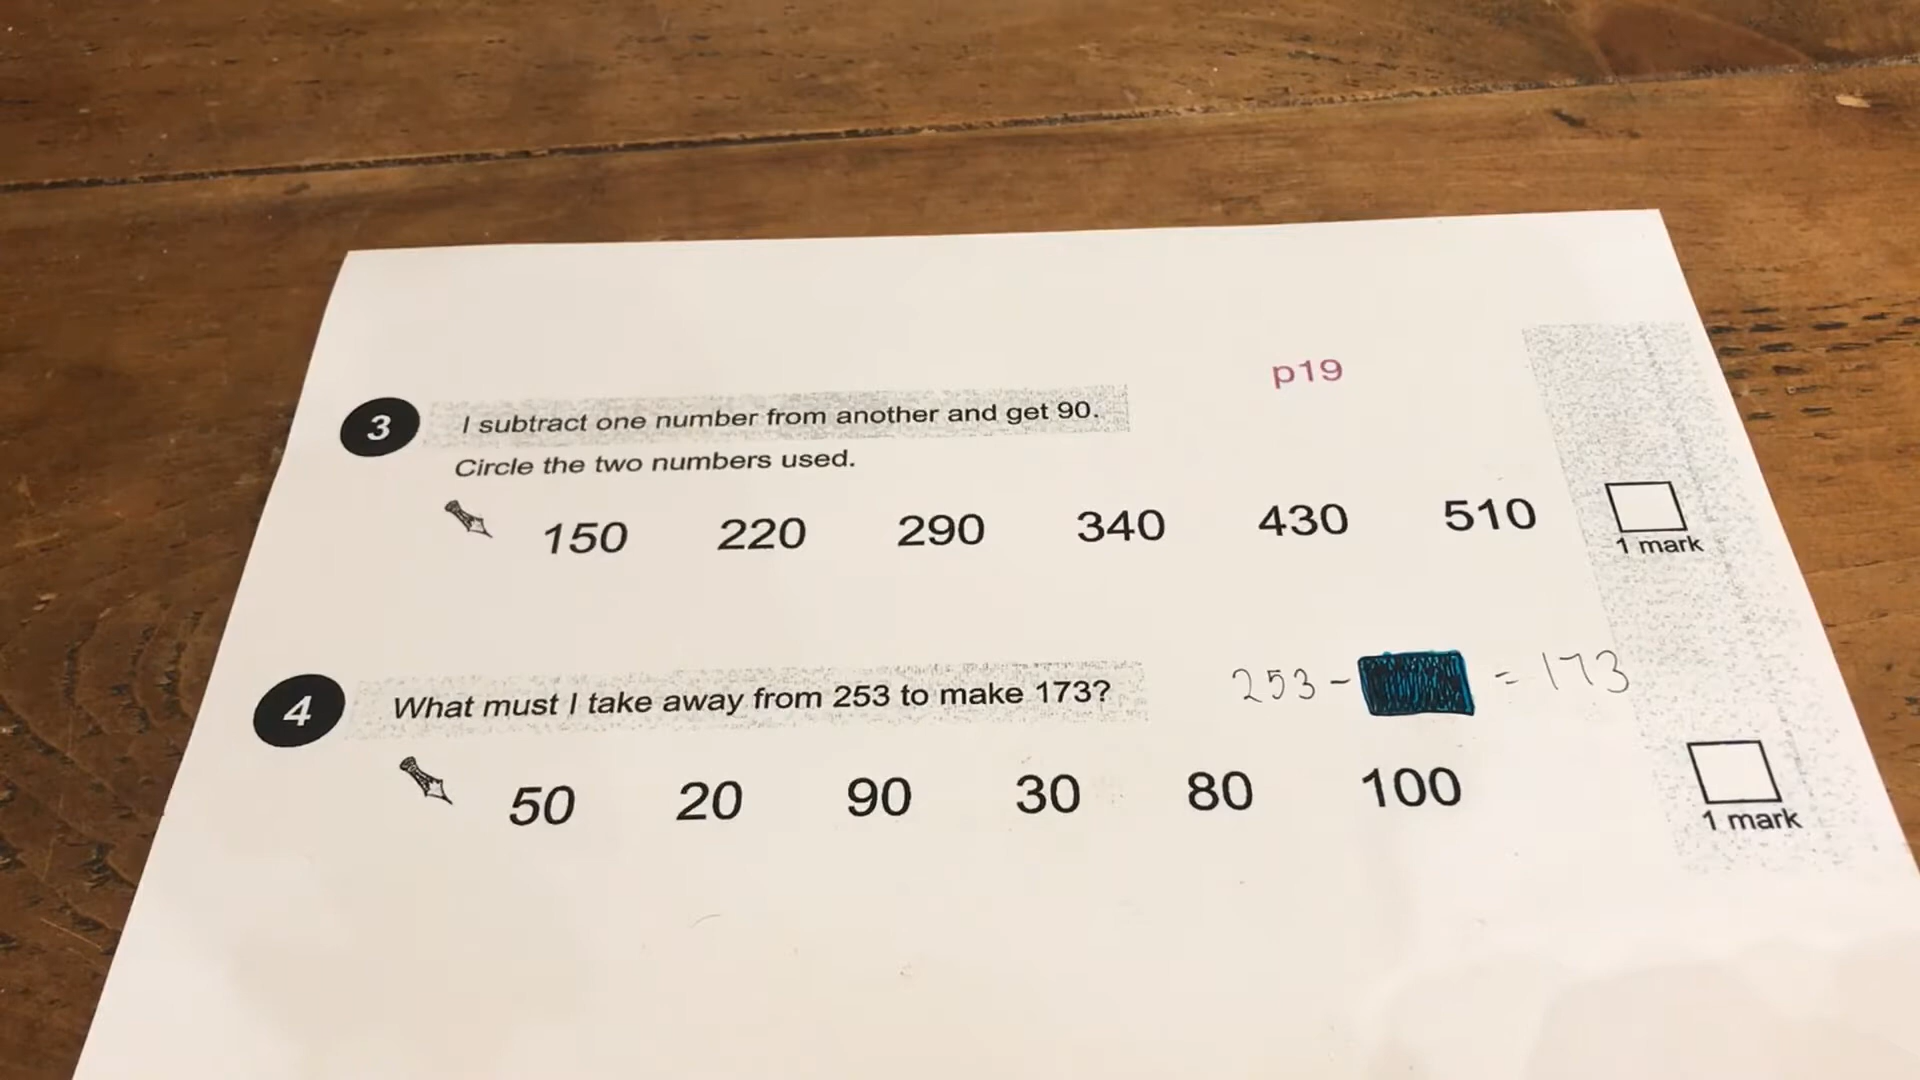 p19
3 I subtract one number from another and get 90.
Circle the two numbers used.
150 220 290 340 430 510
1 mark
4 What must I take away from 253 to make 173? 253 - = 173
50 20 90 30 80 100
1 mark